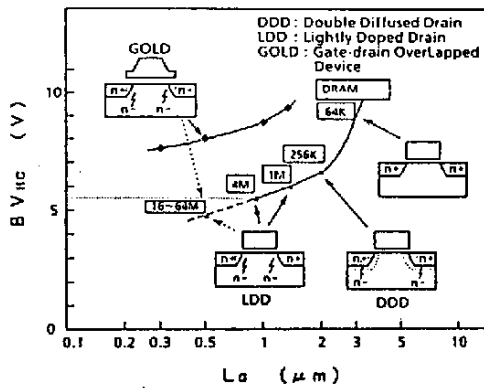 DDD : Double Diffused Drain
LDD : Lightly Doped Drain
GOLD : Gate-drain OverLapped
Device
GOLD
n+ n+
n- n-
DRAM
64K
256K
1M
4M
16~64M
n+ n+
n+ n+
n- n-
LDD
n+ n+
n- n-
DDD
BVHC (V)
10
5
0
0.1 0.2 0.3 0.5 1 2 3 5 10
LG (μm)